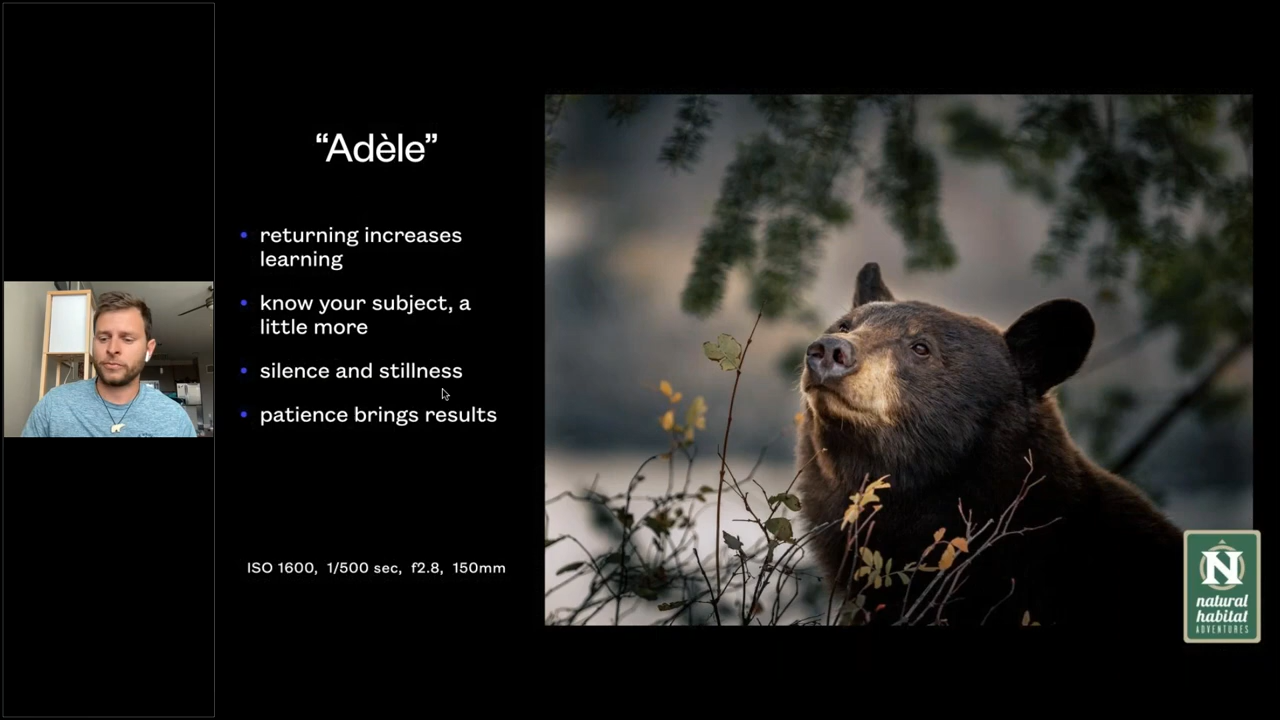 “Adèle”
• returning increases
learning
• know your subject, a
little more
• silence and stillness
• patience brings results
ISO 1600, 1/500 sec, f2.8, 150mm
N
natural
habitat
ADVENTURES